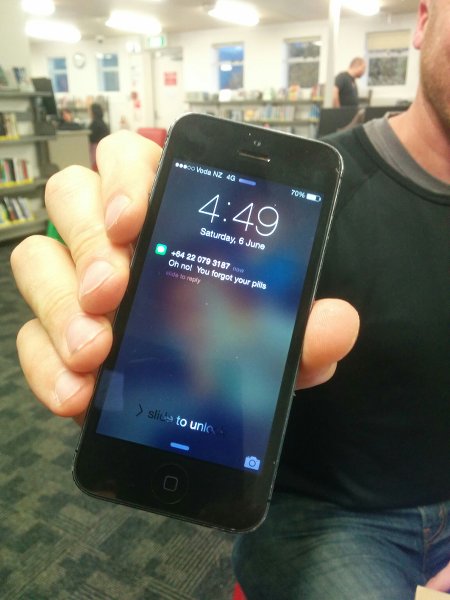 Voda NZ 4G 70%
4:49
Saturday, 6 June
+64 22 079 3187 now
Oh no! You forgot your pills
slide to reply
> slide to unlock